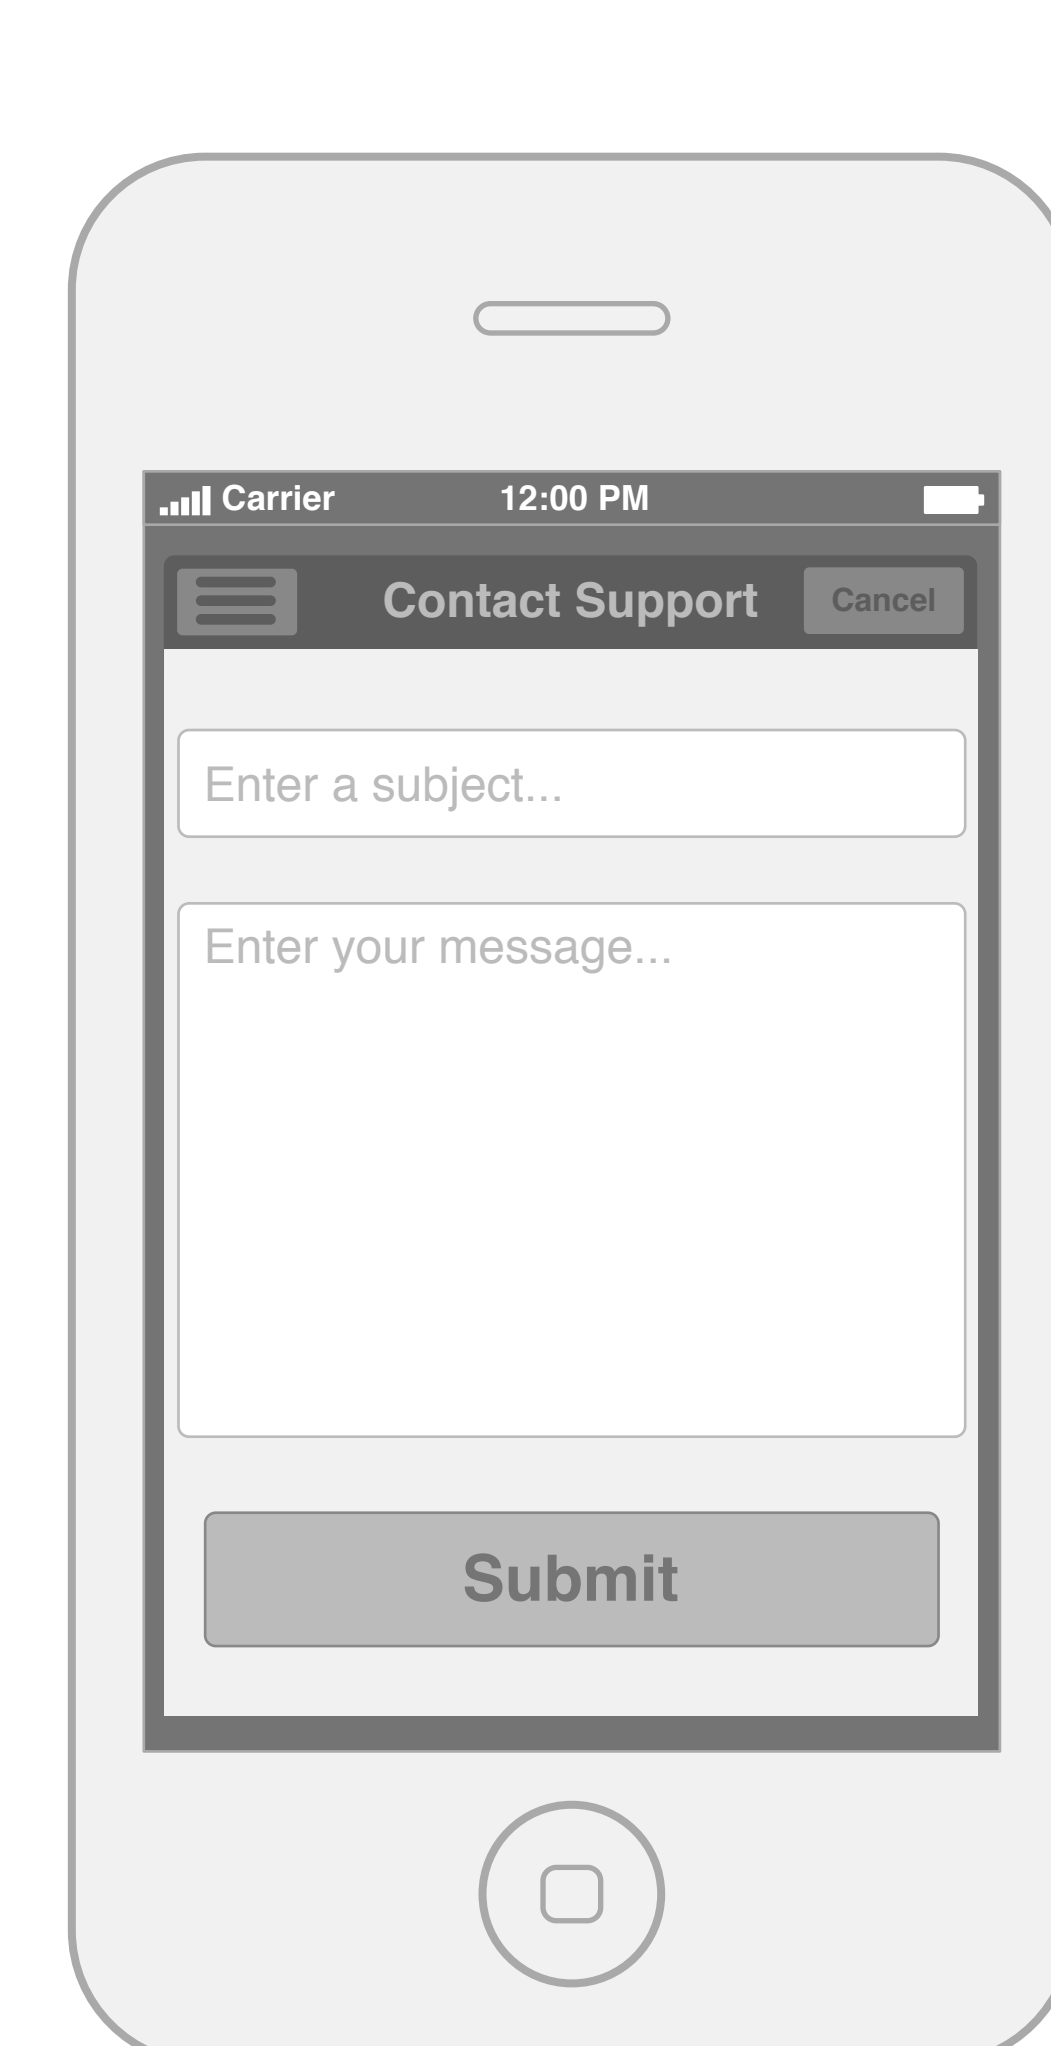 Carrier 12:00 PM
Contact Support Cancel
Enter a subject...
Enter your message...
Submit